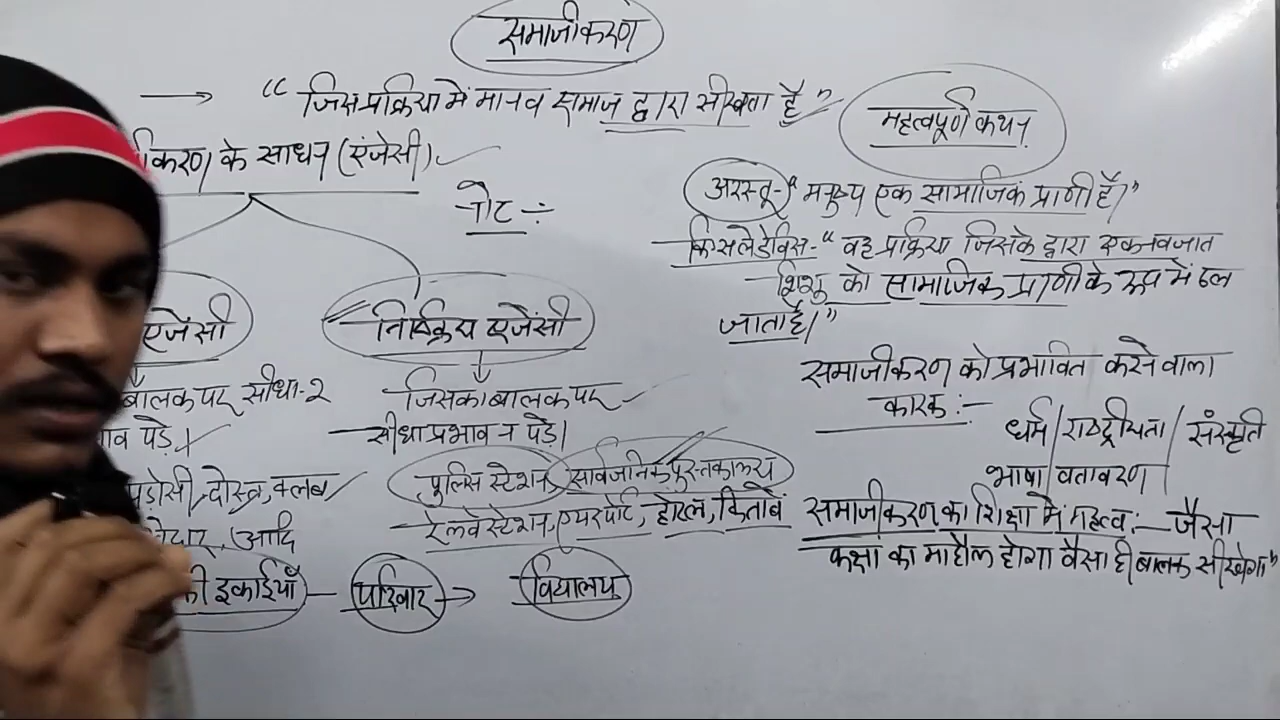 समाजीकरण
→ “जिस प्रक्रिया में मानव समाज द्वारा सीखता है”
करण के साधन (एंजेसी)
नोट ÷
एजेंसी
बालक पर सीधा-२
पड़े।
पड़ोसी, दोस्त, क्लब
आदि
की इकाईयाँ — परिवार → विद्यालय
निष्क्रिय एजेंसी
जिसका बालक पर
सीधा प्रभाव न पड़े।
पुलिस स्टेशन, सार्वजनिक पुस्तकालय
रेलवे स्टेशन, एयरपोर्ट, होटल, किताबें
महत्वपूर्ण कथन
अरस्तू - “मनुष्य एक सामाजिक प्राणी है।”
किंग्सले डेविस - “वह प्रक्रिया जिसके द्वारा एक नवजात
शिशु को सामाजिक प्राणी के रूप में ढल
जाता है।”
समाजीकरण को प्रभावित करने वाला
कारक :-
धर्म / राष्ट्रीयता / संस्कृति
भाषा / वतावरण
समाजीकरण का शिक्षा में महत्व :- जैसा
कक्षा का माहौल होगा वैसा ही बालक सीखेगा”